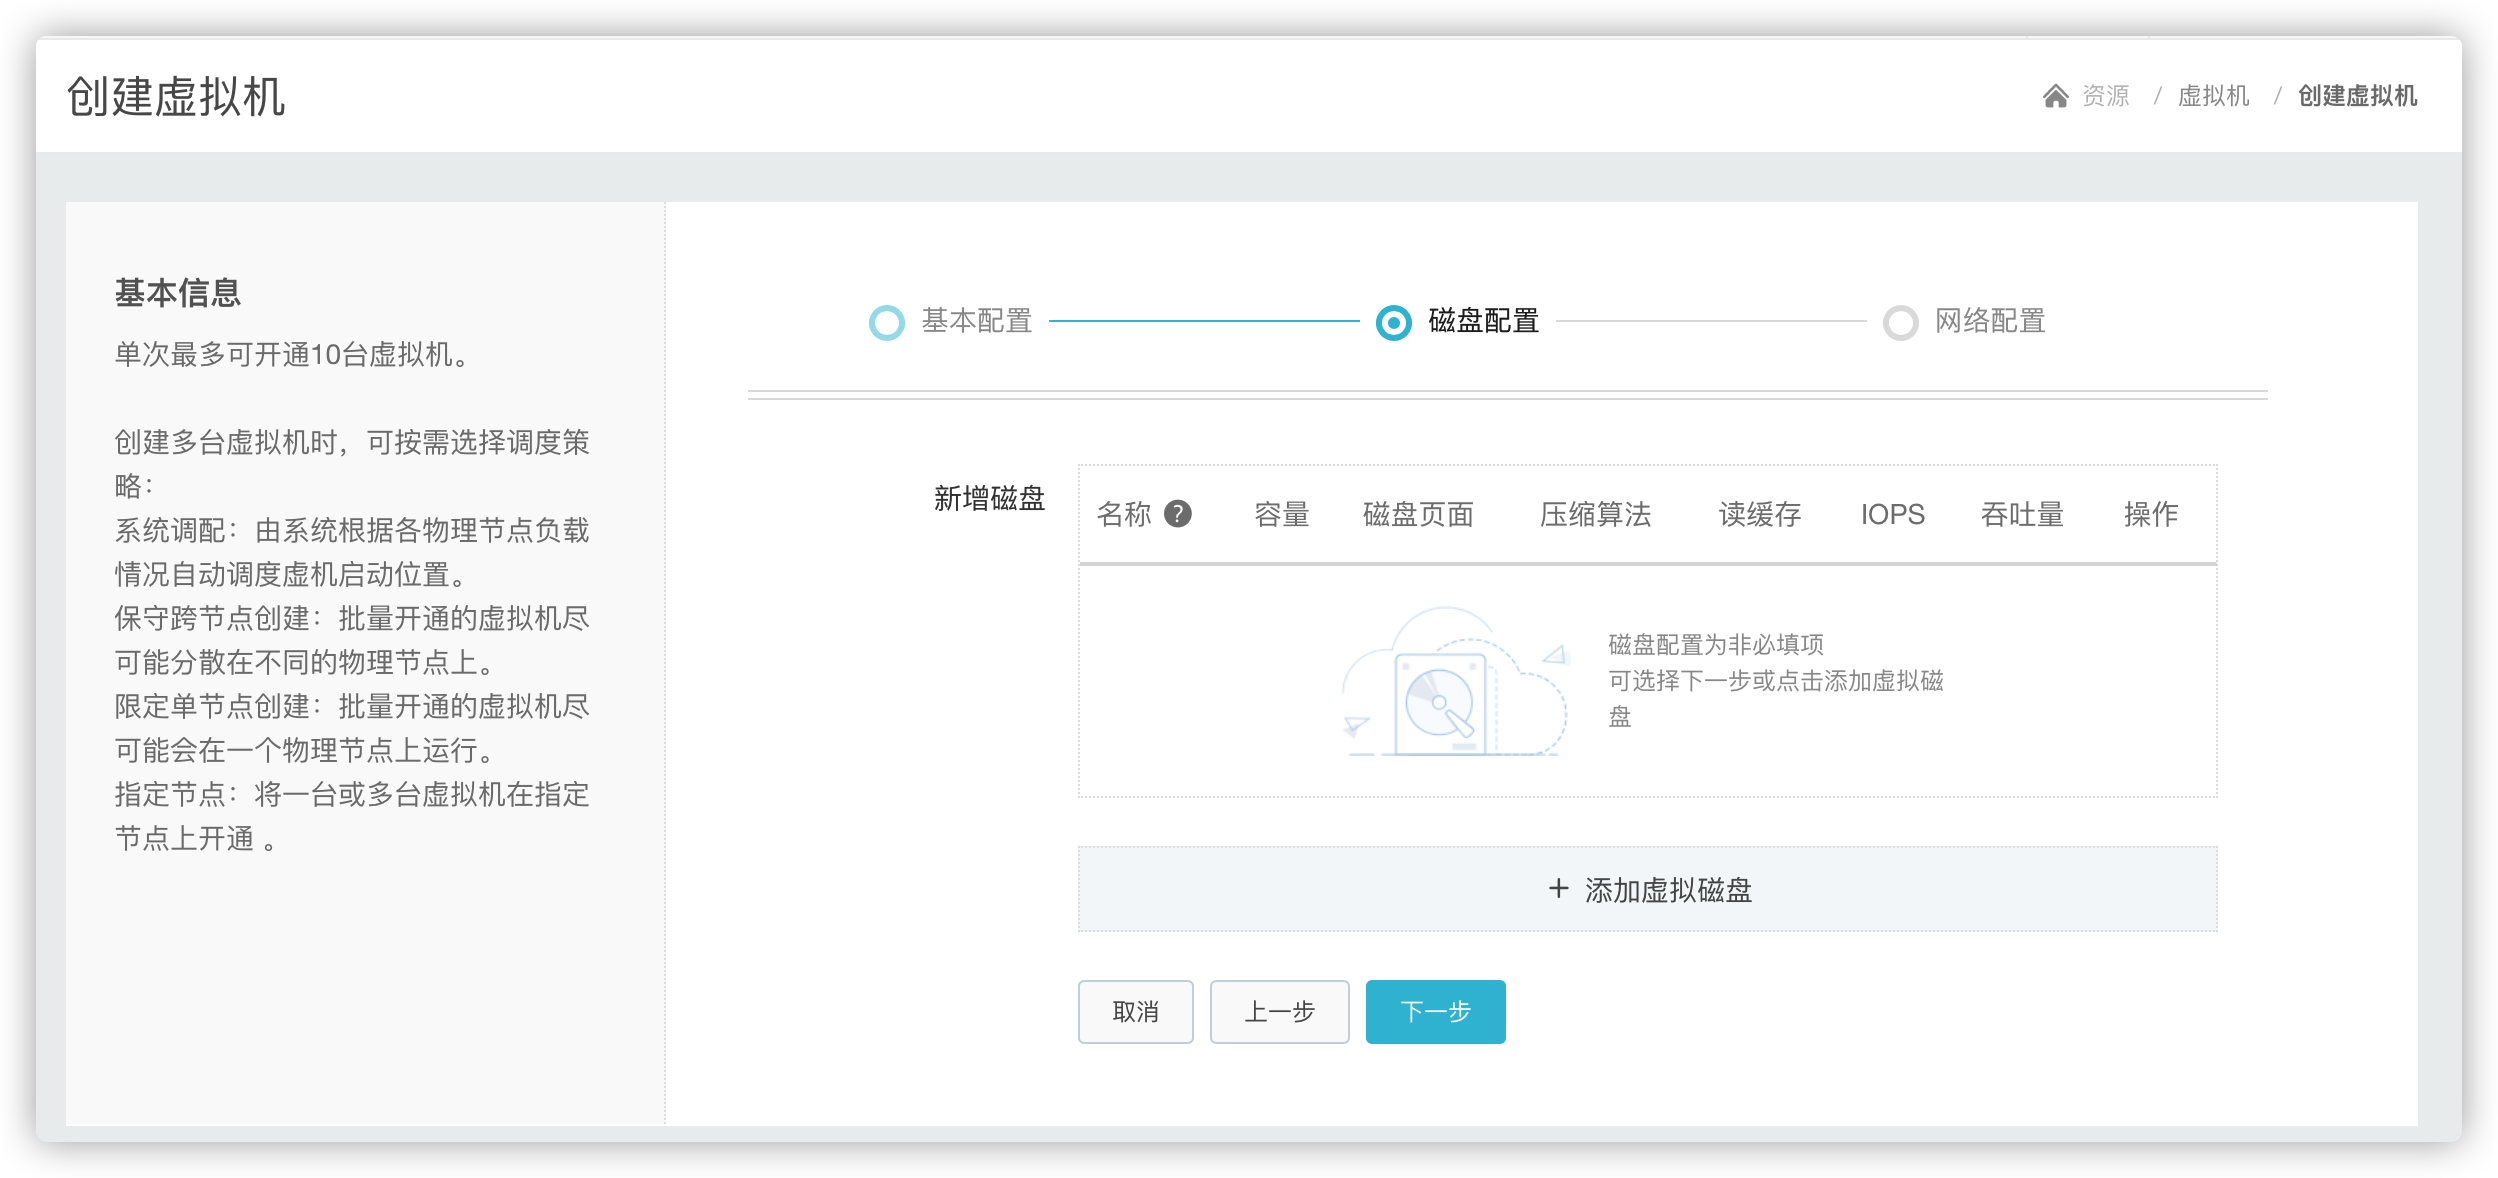 创建虚拟机
资源 / 虚拟机 / 创建虚拟机
基本信息
单次最多可开通10台虚拟机。
创建多台虚拟机时，可按需选择调度策
略：
系统调配：由系统根据各物理节点负载
情况自动调度虚机启动位置。
保守跨节点创建：批量开通的虚拟机尽
可能分散在不同的物理节点上。
限定单节点创建：批量开通的虚拟机尽
可能会在一个物理节点上运行。
指定节点：将一台或多台虚拟机在指定
节点上开通 。
基本配置 磁盘配置 网络配置
新增磁盘
名称 ? 容量 磁盘页面 压缩算法 读缓存 IOPS 吞吐量 操作
磁盘配置为非必填项
可选择下一步或点击添加虚拟磁
盘
+ 添加虚拟磁盘
取消 上一步 下一步